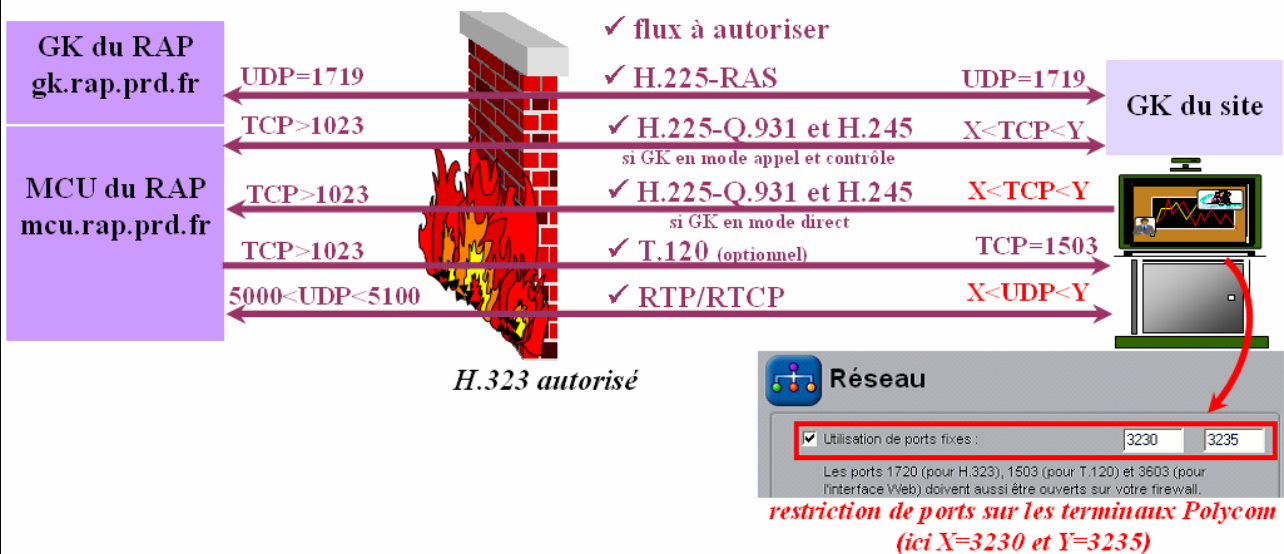 ✓ flux à autoriser
GK du RAP
gk.rap.prd.fr
UDP=1719
✓ H.225-RAS
UDP=1719
GK du site
TCP>1023
✓ H.225-Q.931 et H.245
X<TCP<Y
si GK en mode appel et contrôle
MCU du RAP
mcu.rap.prd.fr
TCP>1023
✓ H.225-Q.931 et H.245
X<TCP<Y
si GK en mode direct
TCP>1023
✓ T.120 (optionnel)
TCP=1503
5000<UDP<5100
✓ RTP/RTCP
X<UDP<Y
H.323 autorisé
Réseau
Utilisation de ports fixes :
3230
3235
Les ports 1720 (pour H.323), 1503 (pour T.120) et 3603 (pour
l'interface Web) doivent aussi être ouverts sur votre firewall.
restriction de ports sur les terminaux Polycom
(ici X=3230 et Y=3235)